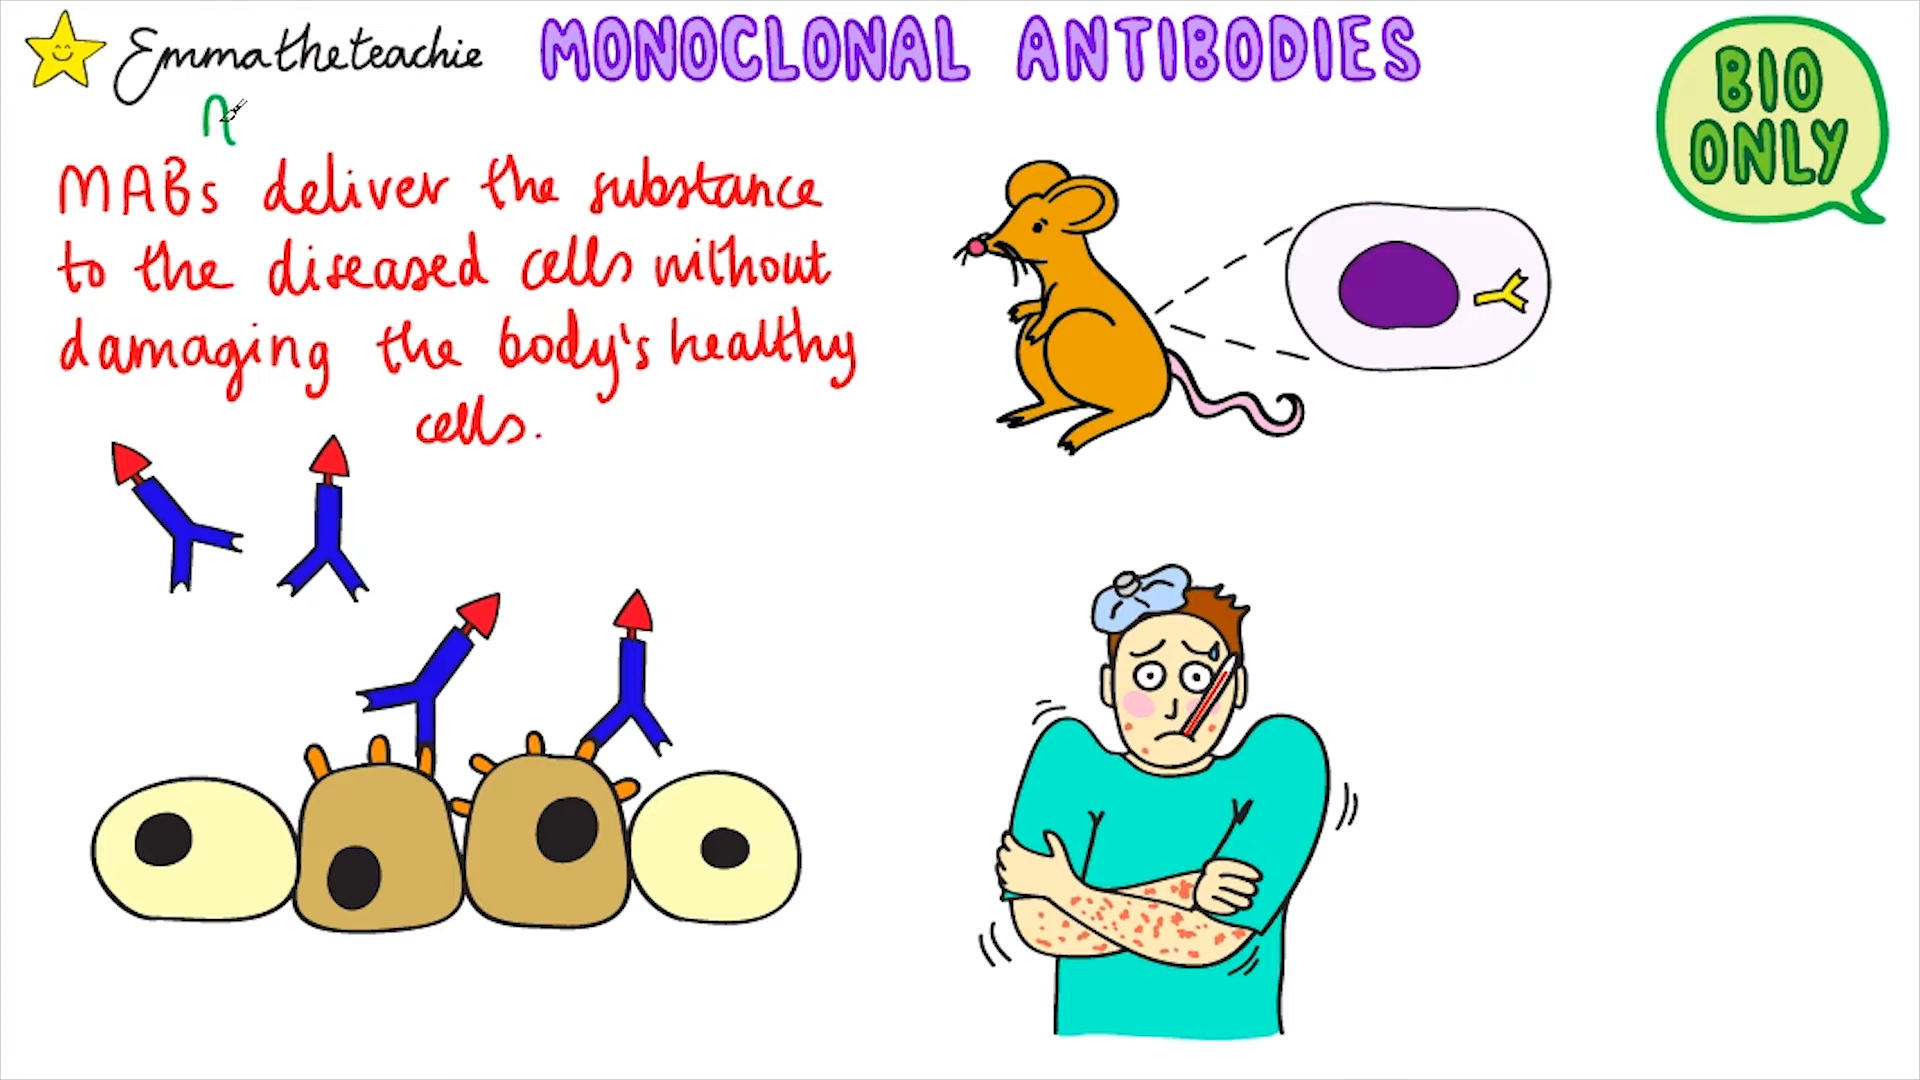 Emmatheteachie
MONOCLONAL ANTIBODIES
BIO
ONLY
MABs deliver the substance
to the diseased cells without
damaging the body's healthy
cells.